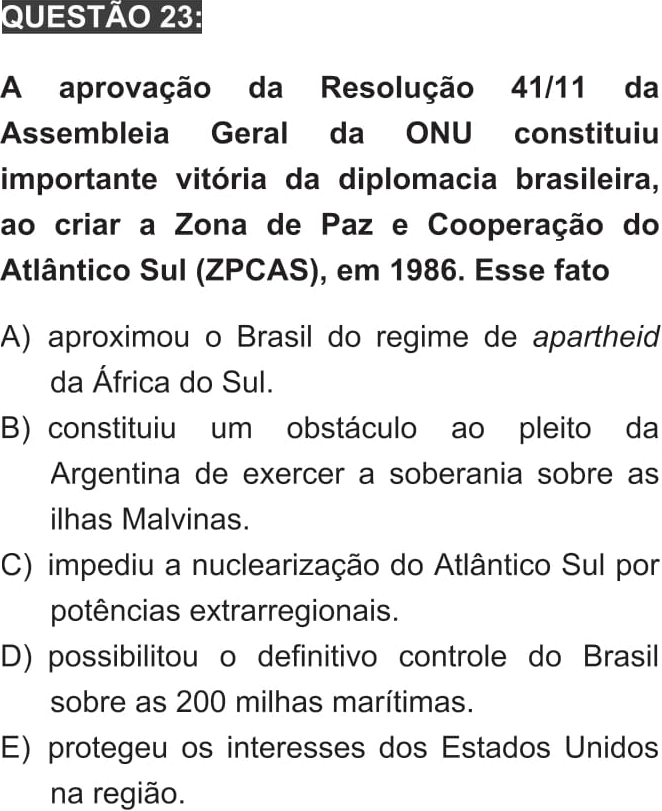 QUESTÃO 23:
A aprovação da Resolução 41/11 da
Assembleia Geral da ONU constituiu
importante vitória da diplomacia brasileira,
ao criar a Zona de Paz e Cooperação do
Atlântico Sul (ZPCAS), em 1986. Esse fato
A) aproximou o Brasil do regime de apartheid
da África do Sul.
B) constituiu um obstáculo ao pleito da
Argentina de exercer a soberania sobre as
ilhas Malvinas.
C) impediu a nuclearização do Atlântico Sul por
potências extrarregionais.
D) possibilitou o definitivo controle do Brasil
sobre as 200 milhas marítimas.
E) protegeu os interesses dos Estados Unidos
na região.